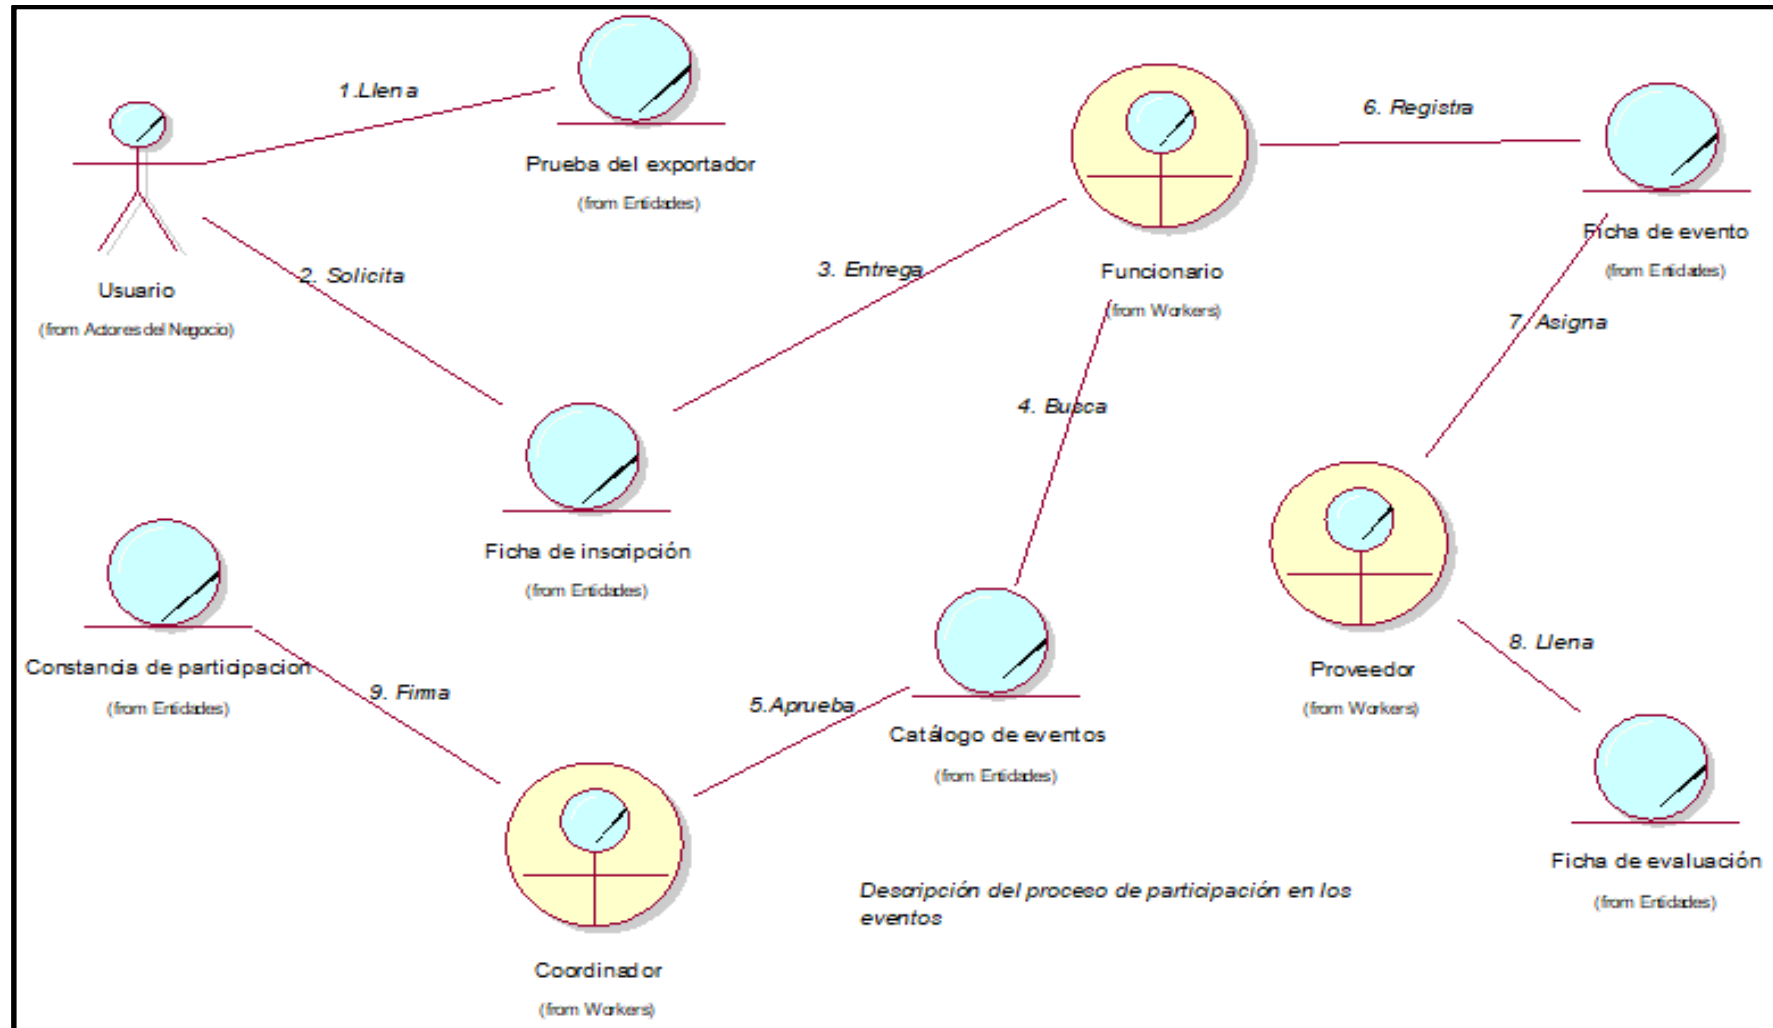 1.Llena
Prueba del exportador
(from Entidades)
6. Registra
Ficha de evento
(from Entidades)
Usuario
(from Actores del Negocio)
2. Solicita
3. Entrega
Funcionario
(from Workers)
7. Asigna
4. Busca
Ficha de inscripción
(from Entidades)
Constancia de participacion
(from Entidades)
9. Firma
5.Aprueba
Catálogo de eventos
(from Entidades)
Proveedor
(from Workers)
8. Llena
Ficha de evaluación
(from Entidades)
Descripción del proceso de participación en los
eventos
Coordinador
(from Workers)